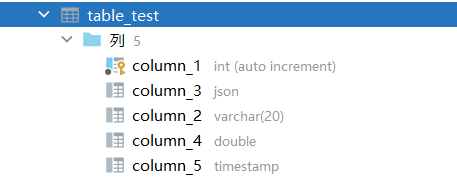 table_test
列 5
column_1 int (auto increment)
column_3 json
column_2 varchar(20)
column_4 double
column_5 timestamp